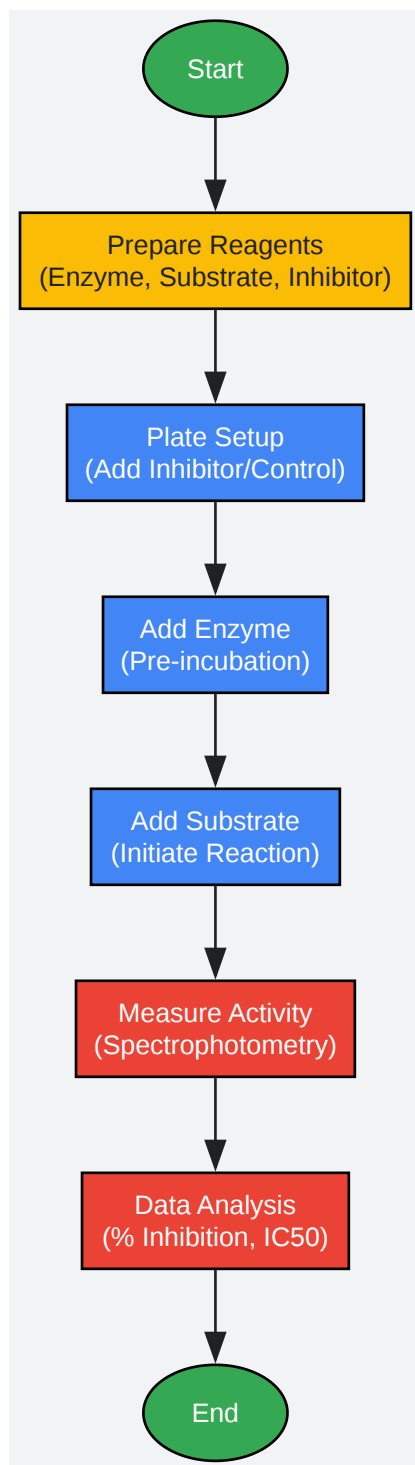 Start
Prepare Reagents
(Enzyme, Substrate, Inhibitor)
Plate Setup
(Add Inhibitor/Control)
Add Enzyme
(Pre-incubation)
Add Substrate
(Initiate Reaction)
Measure Activity
(Spectrophotometry)
Data Analysis
(% Inhibition, IC50)
End